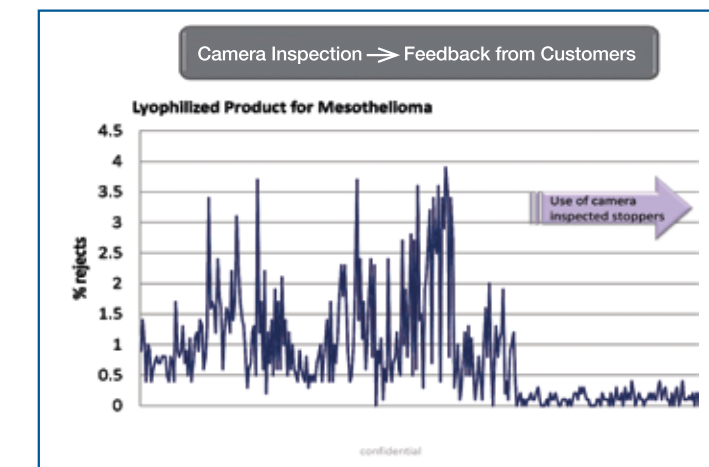 Camera Inspection → Feedback from Customers
Lyophilized Product for Mesothelioma
4.5
4
3.5
3
2.5
2
1.5
1
0.5
0
% rejects
Use of camera
inspected stoppers
confidential